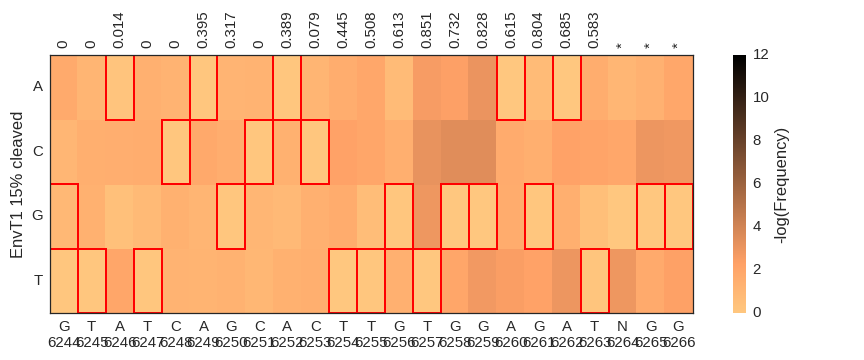 0 0 0.014 0 0 0.395 0.317 0 0.389 0.079 0.445 0.508 0.613 0.851 0.732 0.828 0.615 0.804 0.685 0.583 * * *
EnvT1 15% cleaved
A
C
G
T
G T A T C A G C A C T T G T G G A G A T N G G
6244 6245 6246 6247 6248 6249 6250 6251 6252 6253 6254 6255 6256 6257 6258 6259 6260 6261 6262 6263 6264 6265 6266
12
10
8
6
4
2
0
-log(Frequency)